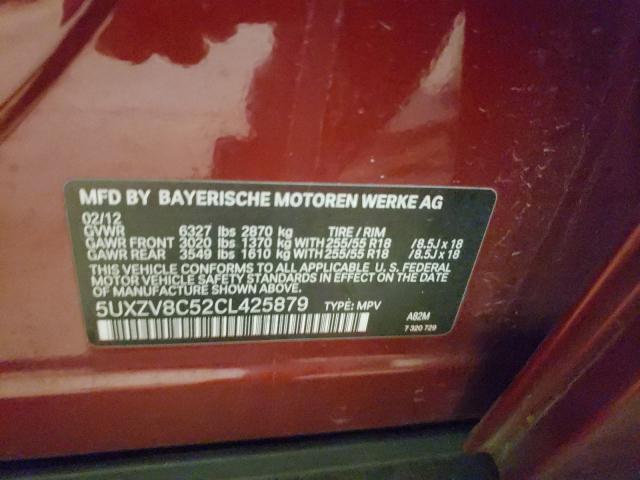 MFD BY BAYERISCHE MOTOREN WERKE AG
02/12
GVWR 6327 lbs 2870 kg TIRE / RIM
GAWR FRONT 3020 lbs 1370 kg WITH 255/55 R18 /8.5J x 18
GAWR REAR 3549 lbs 1610 kg WITH 255/55 R18 /8.5J x 18
THIS VEHICLE CONFORMS TO ALL APPLICABLE U.S. FEDERAL
MOTOR VEHICLE SAFETY STANDARDS IN EFFECT ON THE DATE
OF MANUFACTURE SHOWN ABOVE.
5UXZV8C52CL425879 TYPE: MPV
A82M
7 320 729